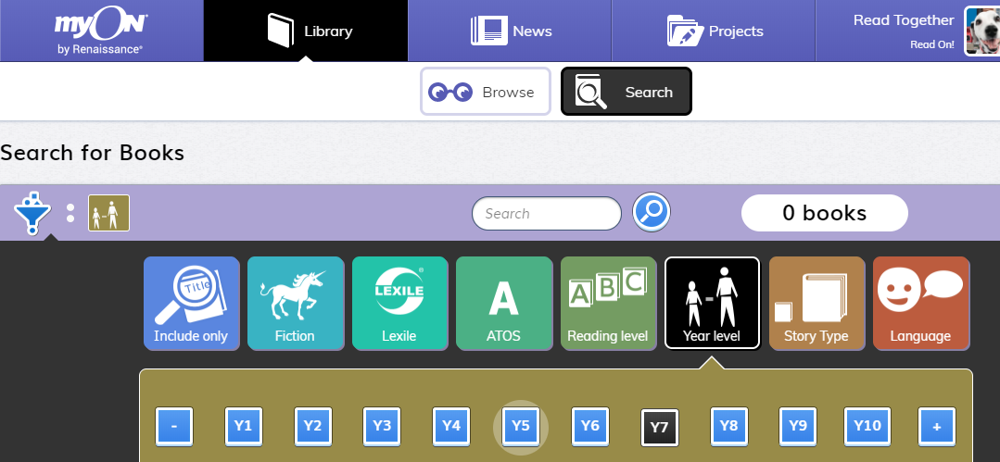 myON
by Renaissance®
Library
News
Projects
Read Together
Read On!
Browse
Search
Search for Books
:
Search
0 books
Title
Include only
Fiction
LEXILE®
Lexile
A
ATOS
A B C
Reading level
Year level
Story Type
Language
- Y1 Y2 Y3 Y4 Y5 Y6 Y7 Y8 Y9 Y10 +